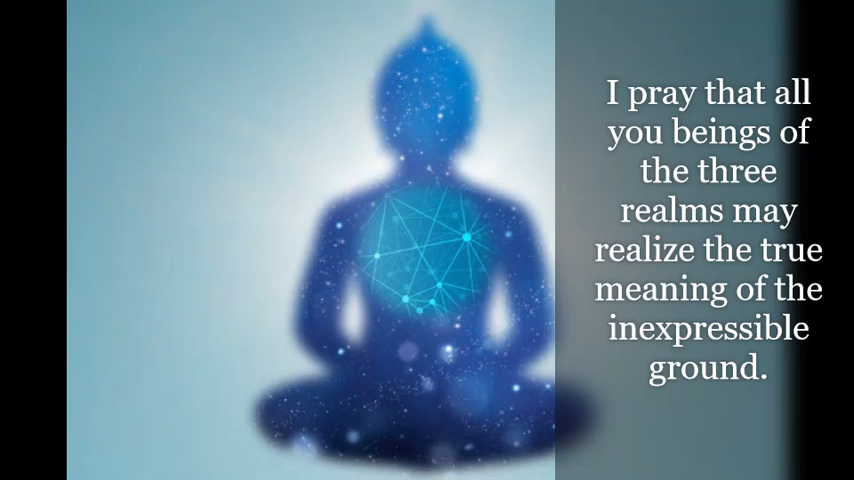 I pray that all
you beings of
the three
realms may
realize the true
meaning of the
inexpressible
ground.